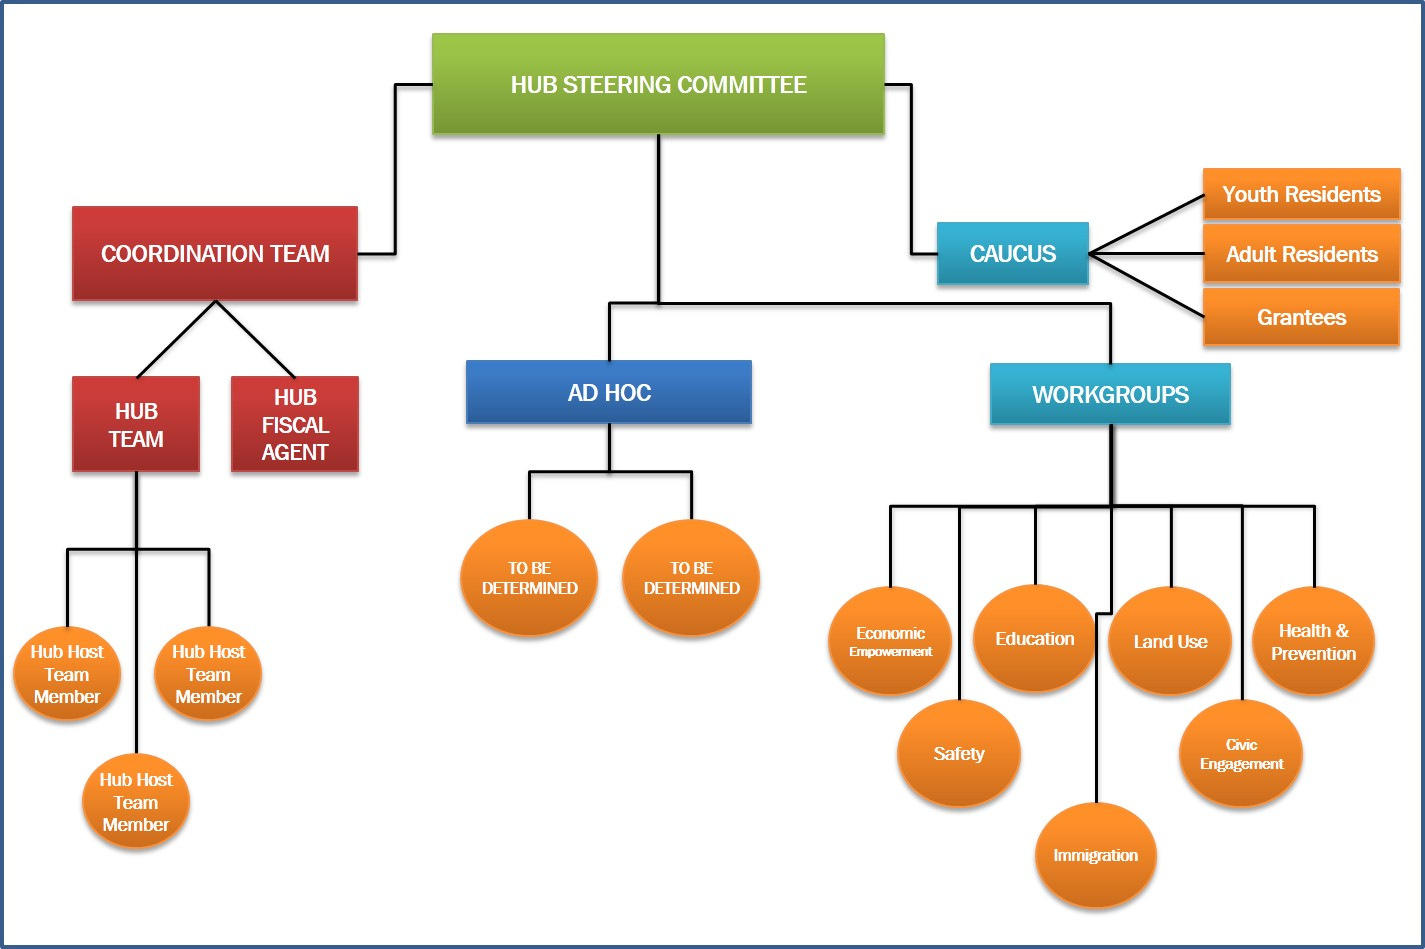 HUB STEERING COMMITTEE
COORDINATION TEAM
CAUCUS
Youth Residents
Adult Residents
Grantees
HUB
TEAM
HUB
FISCAL
AGENT
AD HOC
WORKGROUPS
TO BE
DETERMINED
TO BE
DETERMINED
Hub Host
Team
Member
Hub Host
Team
Member
Hub Host
Team
Member
Economic
Empowerment
Education
Land Use
Health &
Prevention
Safety
Civic
Engagement
Immigration